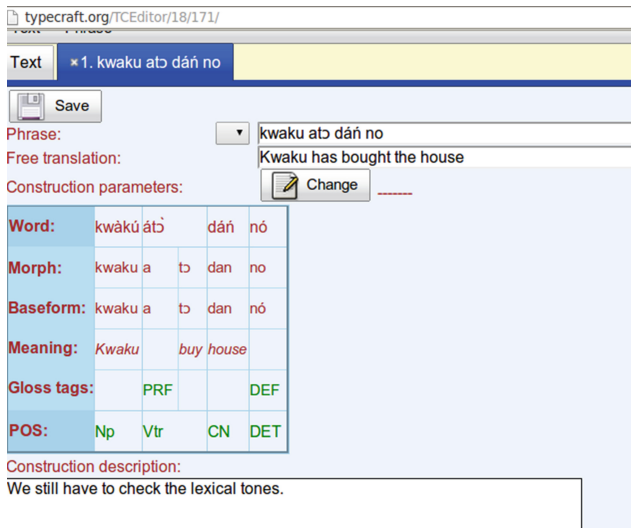 typecraft.org/TCEditor/18/171/
Text Phrase
Text ×1. kwaku atɔ dáń no
Save
Phrase: kwaku atɔ dáń no
Free translation: Kwaku has bought the house
Construction parameters: Change -------
Word: kwàkú átɔ̀ dáń nó
Morph: kwaku a tɔ dan no
Baseform: kwaku a tɔ dan nó
Meaning: Kwaku buy house
Gloss tags: PRF DEF
POS: Np Vtr CN DET
Construction description:
We still have to check the lexical tones.